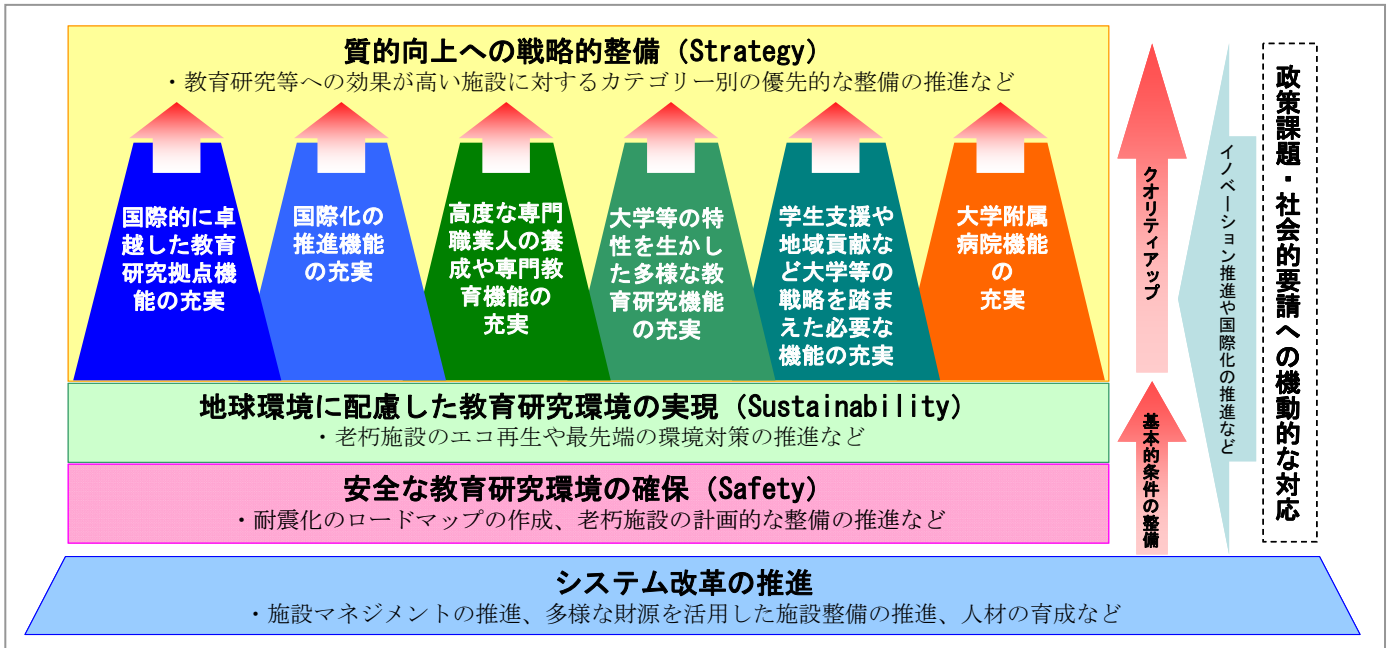 質的向上への戦略的整備（Strategy）
・教育研究等への効果が高い施設に対するカテゴリー別の優先的な整備の推進など
国際的に卓
越した教育
研究拠点機
能の充実
国際化の
推進機能
の充実
高度な専門
職業人の養
成や専門教
育機能の
充実
大学等の特
性を生かし
た多様な教
育研究機能
の充実
学生支援や
地域貢献な
ど大学等の
戦略を踏ま
えた必要な
機能の充実
大学附属
病院機能
の
充実
地球環境に配慮した教育研究環境の実現（Sustainability）
・老朽施設のエコ再生や最先端の環境対策の推進など
安全な教育研究環境の確保（Safety）
・耐震化のロードマップの作成、老朽施設の計画的な整備の推進など
システム改革の推進
・施設マネジメントの推進、多様な財源を活用した施設整備の推進、人材の育成など
クオリティアップ
基本的条件の整備
イノベーション推進や国際化の推進など
政策課題・社会的要請への機動的な対応